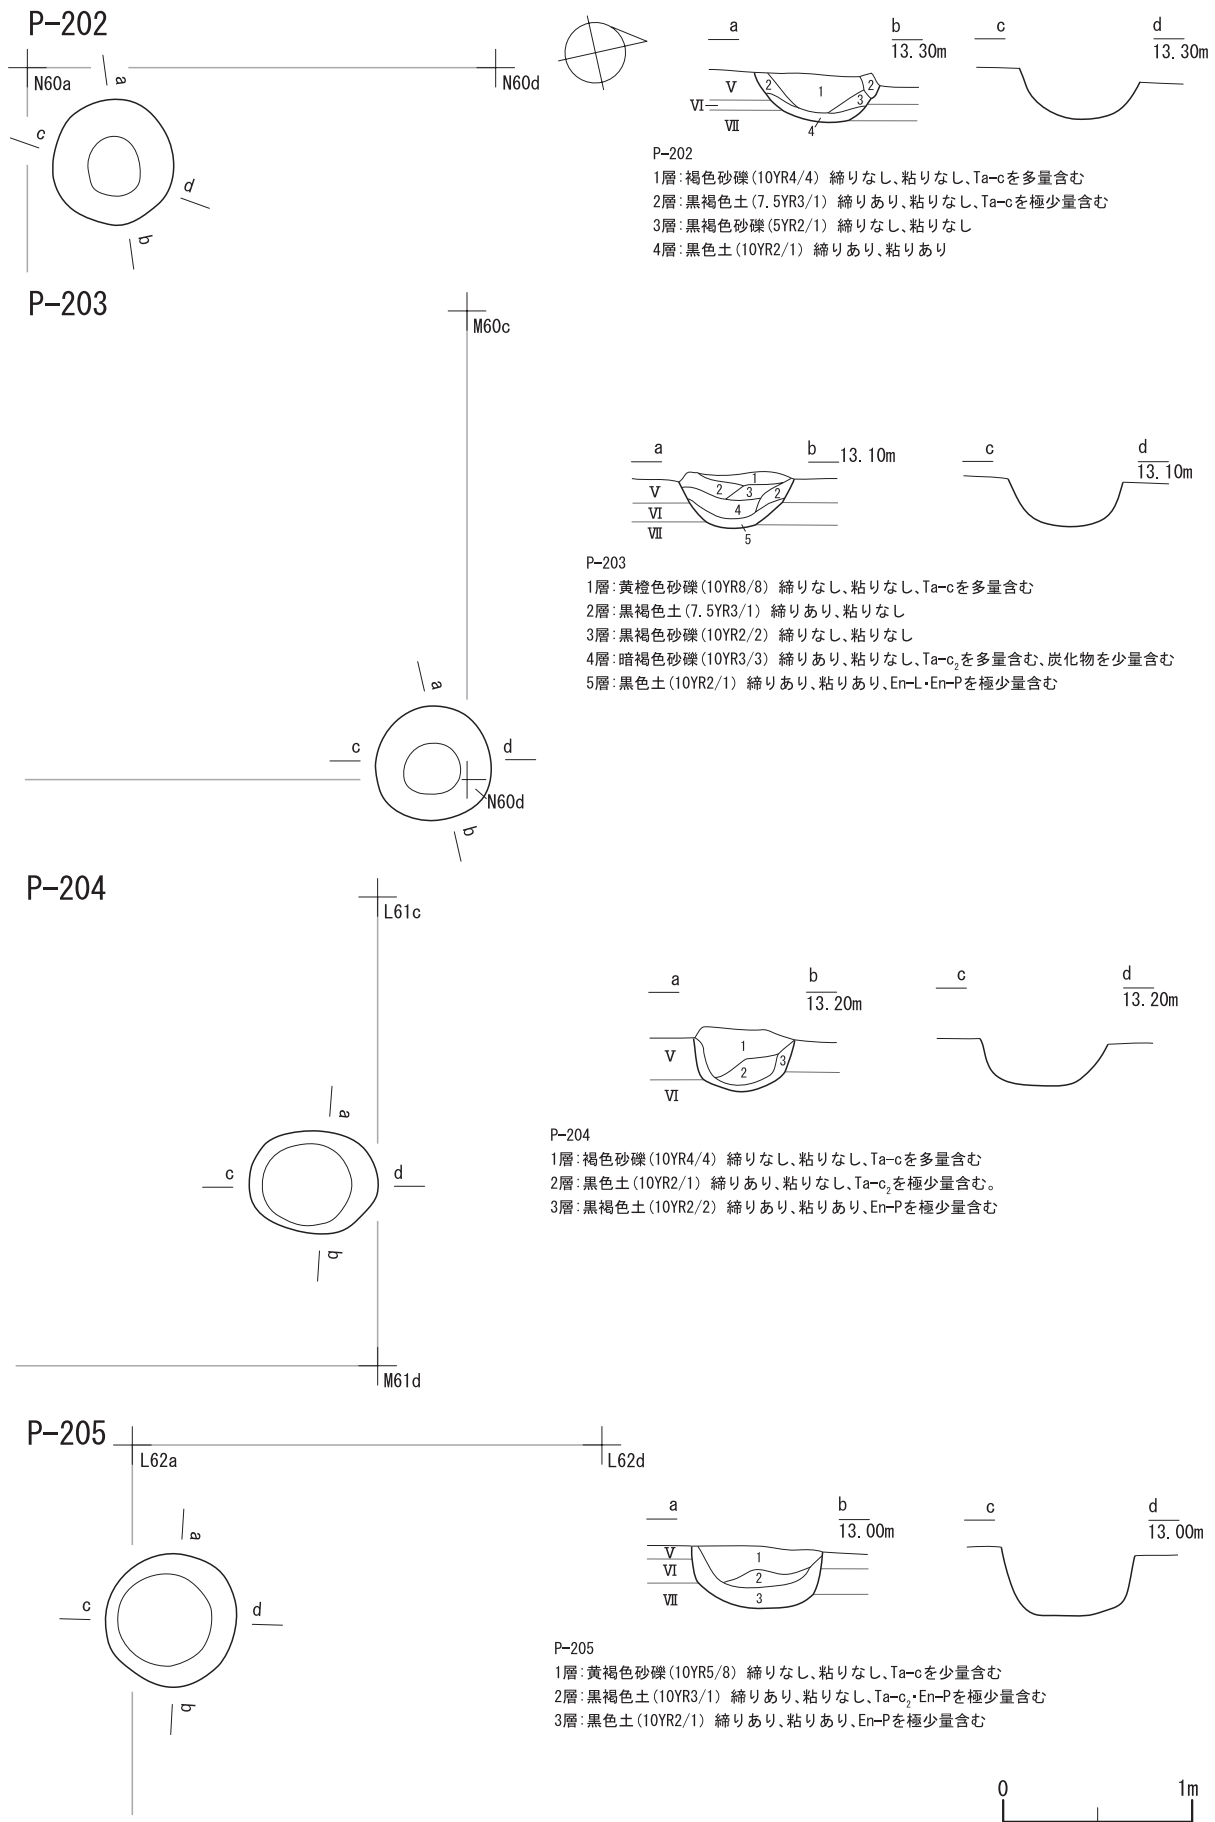 P-202
N60a
N60d
a
b
c
d
a
b
13.30m
c
d
13.30m
V
VI
VII
2
1
3
2
4
P-202
1層:褐色砂礫(10YR4/4) 締りなし、粘りなし、Ta-cを多量含む
2層:黒褐色土(7.5YR3/1) 締りあり、粘りなし、Ta-cを極少量含む
3層:黒褐色砂礫(5YR2/1) 締りなし、粘りなし
4層:黒色土(10YR2/1) 締りあり、粘りあり
P-203
M60c
N60d
a
b
c
d
a
b
13.10m
c
d
13.10m
V
VI
VII
1
2
3
2
4
5
P-203
1層:黄橙色砂礫(10YR8/8) 締りなし、粘りなし、Ta-cを多量含む
2層:黒褐色土(7.5YR3/1) 締りあり、粘りなし
3層:黒褐色砂礫(10YR2/2) 締りなし、粘りなし
4層:暗褐色砂礫(10YR3/3) 締りあり、粘りなし、Ta-c₂を多量含む、炭化物を少量含む
5層:黒色土(10YR2/1) 締りあり、粘りあり、En-L・En-Pを極少量含む
P-204
L61c
M61d
a
b
c
d
a
b
13.20m
c
d
13.20m
V
VI
1
2
3
P-204
1層:褐色砂礫(10YR4/4) 締りなし、粘りなし、Ta-cを多量含む
2層:黒色土(10YR2/1) 締りあり、粘りなし、Ta-c₂を極少量含む。
3層:黒褐色土(10YR2/2) 締りあり、粘りあり、En-Pを極少量含む
P-205
L62a
L62d
a
b
c
d
a
b
13.00m
c
d
13.00m
V
VI
VII
1
2
3
P-205
1層:黄褐色砂礫(10YR5/8) 締りなし、粘りなし、Ta-cを少量含む
2層:黒褐色土(10YR3/1) 締りあり、粘りなし、Ta-c₂・En-Pを極少量含む
3層:黒色土(10YR2/1) 締りあり、粘りあり、En-Pを極少量含む
0
1m